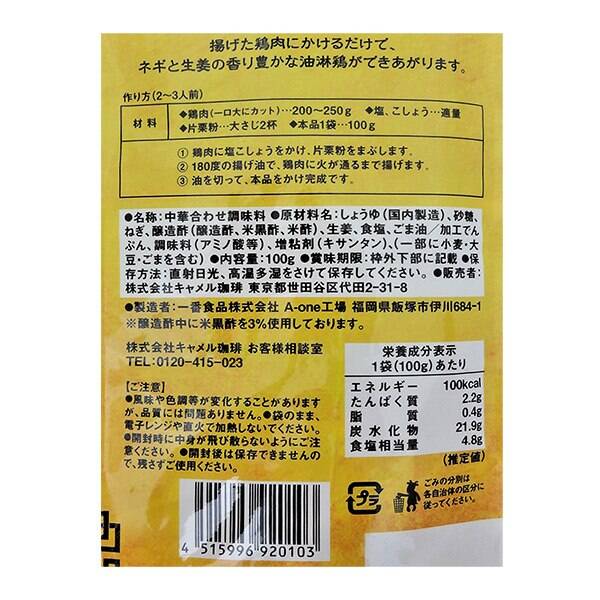 揚げた鶏肉にかけるだけで、
ネギと生姜の香り豊かな油淋鶏ができあがります。
作り方(2〜3人前)
材料 ◆鶏肉(一口大にカット)…200〜250g ◆塩、こしょう…適量
◆片栗粉…大さじ2杯 ◆本品1袋…100g
① 鶏肉に塩こしょうをかけ、片栗粉をまぶします。
② 180度の揚げ油で、鶏肉に火が通るまで揚げます。
③ 油を切って、本品をかけ完成です。
●名称:中華合わせ調味料 ●原材料名:しょうゆ(国内製造)、砂糖、
ねぎ、醸造酢(醸造酢、米黒酢、米酢)、生姜、食塩、ごま油/加工でん
ぷん、調味料(アミノ酸等)、増粘剤(キサンタン)、(一部に小麦・大
豆・ごまを含む) ●内容量:100g ●賞味期限:枠外下部に記載 ●保
存方法:直射日光、高温多湿をさけて保存してください。 ●販売者:
株式会社キャメル珈琲 東京都世田谷区代田2-31-8
●製造者:一番食品株式会社 A-one工場 福岡県飯塚市伊川684-1
※醸造酢中に米黒酢を3%使用しております。
株式会社キャメル珈琲 お客様相談室
TEL:0120-415-023
【ご注意】
●風味や色調等が変化することがあります
が、品質には問題ありません。●袋のまま、
電子レンジや直火で加熱しないでください。
●開封時に中身が飛び散らないようにご注
意ください。●開封後は保存できませんの
で、残さずご使用ください。
栄養成分表示
1袋(100g)あたり
エネルギー 100kcal
たんぱく質 2.2g
脂質 0.4g
炭水化物 21.9g
食塩相当量 4.8g
(推定値)
プラ
ごみの分別は
各自治体の区分に
従ってください。
4 515996 920103